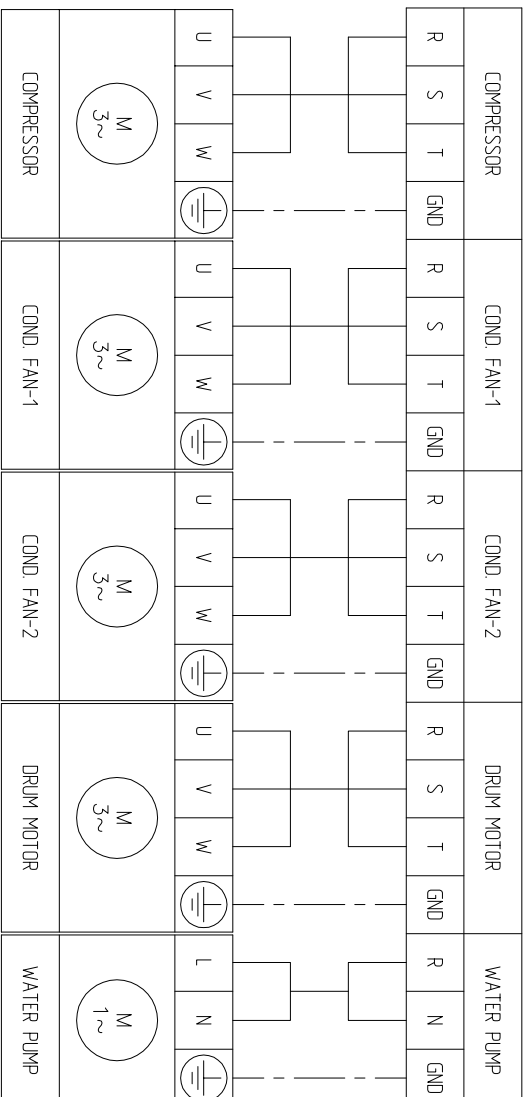 COMPRESSOR COND. FAN-1 COND. FAN-2 DRUM MOTOR WATER PUMP
R S T GND R S T GND R S T GND R S T GND R N GND
U V W U V W U V W U V W L N
M M M M M
3~ 3~ 3~ 3~ 1~
COMPRESSOR COND. FAN-1 COND. FAN-2 DRUM MOTOR WATER PUMP